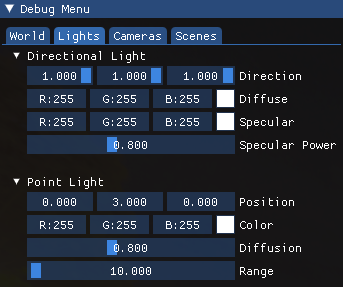 Debug Menu
World Lights Cameras Scenes
Directional Light
1.000 1.000 1.000 Direction
R:255 G:255 B:255 Diffuse
R:255 G:255 B:255 Specular
0.800 Specular Power
Point Light
0.000 3.000 0.000 Position
R:255 G:255 B:255 Color
0.800 Diffusion
10.000 Range